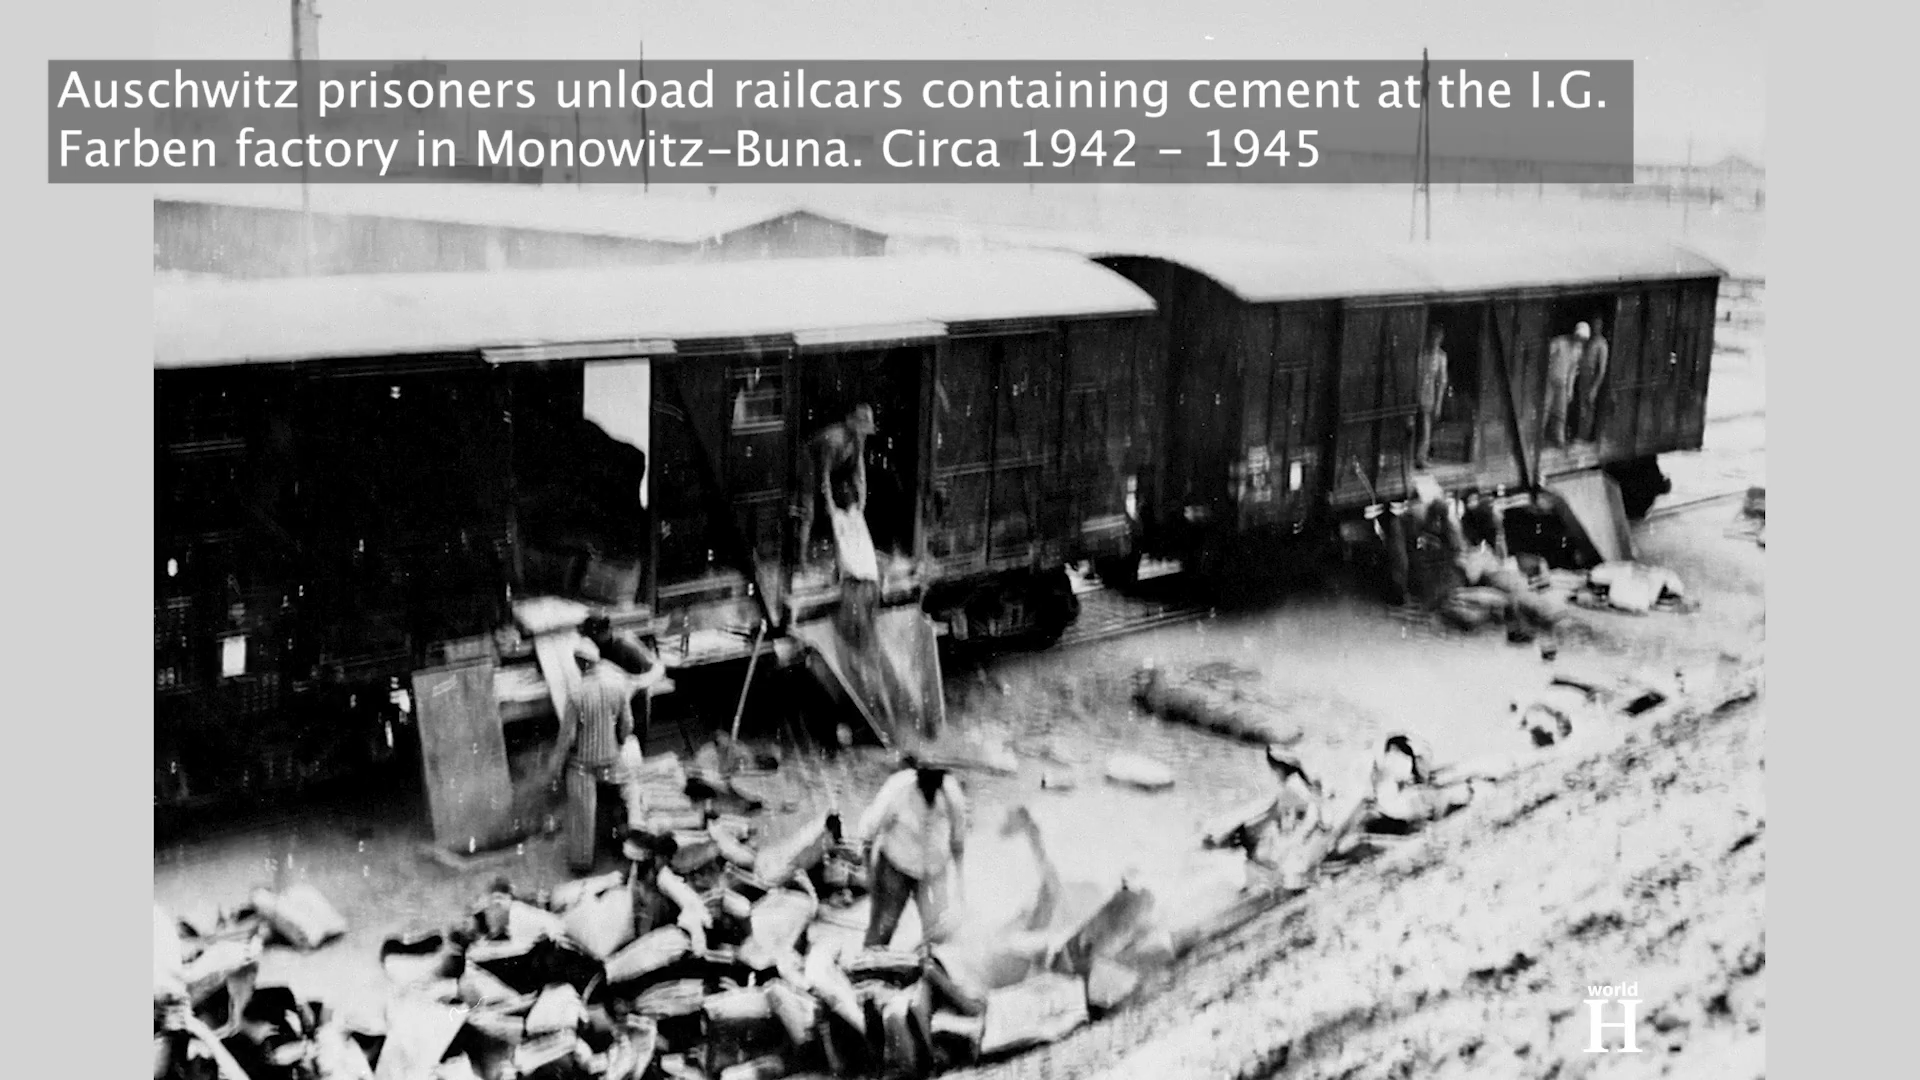 Auschwitz prisoners unload railcars containing cement at the I.G.
Farben factory in Monowitz–Buna. Circa 1942 – 1945
world
H